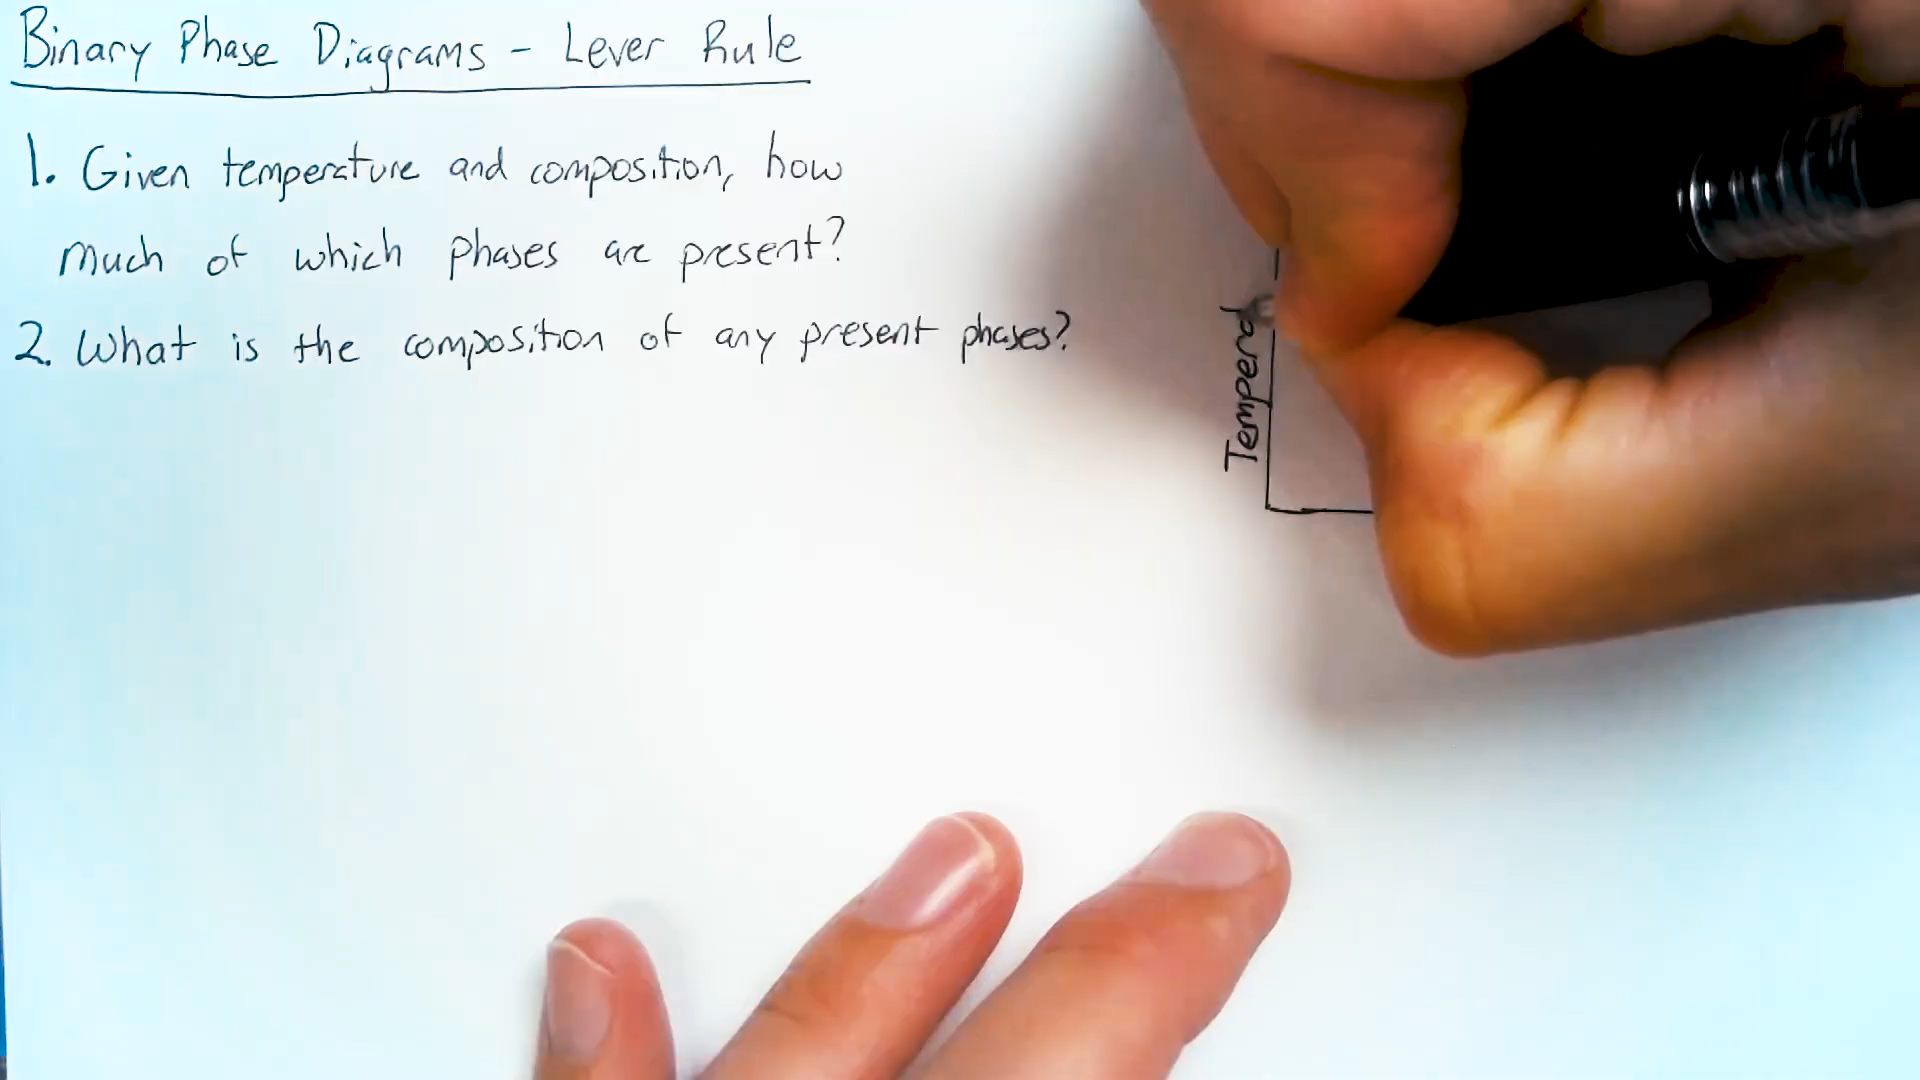 Binary Phase Diagrams - Lever Rule
1. Given temperature and composition, how
much of which phases are present?
2. What is the composition of any present phases?
Tempera